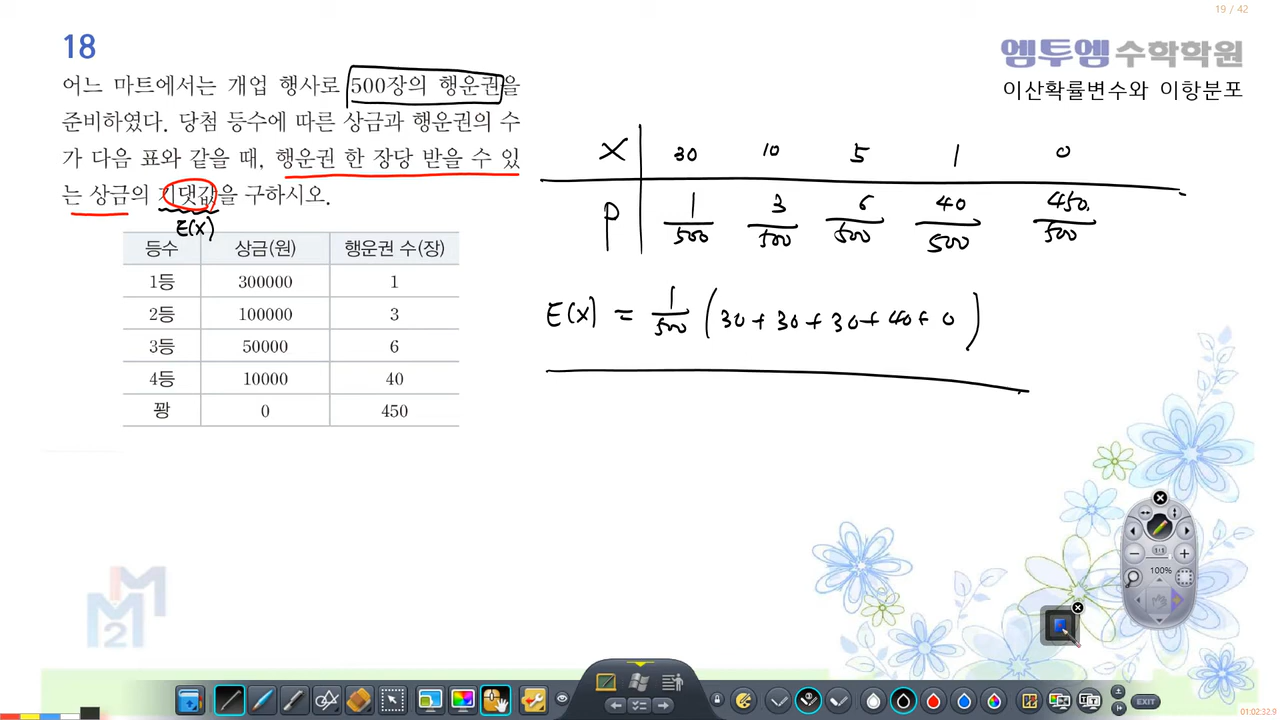 19 / 42
18
엠투엠수학학원
이산확률변수와 이항분포
어느 마트에서는 개업 행사로 500장의 행운권을
준비하였다. 당첨 등수에 따른 상금과 행운권의 수
가 다음 표와 같을 때, 행운권 한 장당 받을 수 있
는 상금의 기댓값을 구하시오.
E(X)
등수 상금(원) 행운권 수(장)
1등 300000 1
2등 100000 3
3등 50000 6
4등 10000 40
꽝 0 450
X 30 10 5 1 0
P 1/500 3/500 6/500 40/500 450/500
E(X) = 1/500 (30+30+30+40+0)
M2M
1:1
100%
EXIT
01:02:32.9